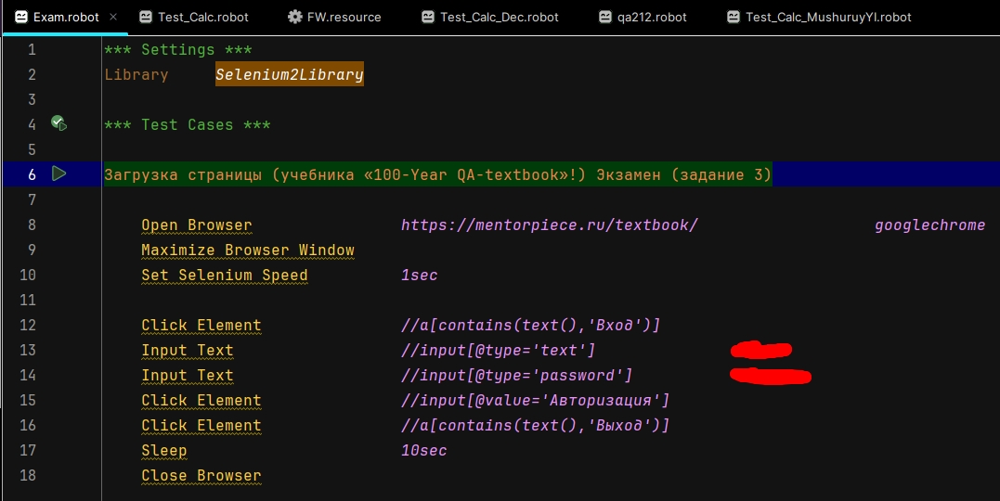 Exam.robot × Test_Calc.robot FW.resource Test_Calc_Dec.robot qa212.robot Test_Calc_MushuruyYI.robot
1 *** Settings ***
2 Library Selenium2Library
3
4 *** Test Cases ***
5
6 Загрузка страницы (учебника «100-Year QA-textbook»!) Экзамен (задание 3)
7
8 Open Browser https://mentorpiece.ru/textbook/ googlechrome
9 Maximize Browser Window
10 Set Selenium Speed 1sec
11
12 Click Element //a[contains(text(),'Вход')]
13 Input Text //input[@type='text']
14 Input Text //input[@type='password']
15 Click Element //input[@value='Авторизация']
16 Click Element //a[contains(text(),'Выход')]
17 Sleep 10sec
18 Close Browser